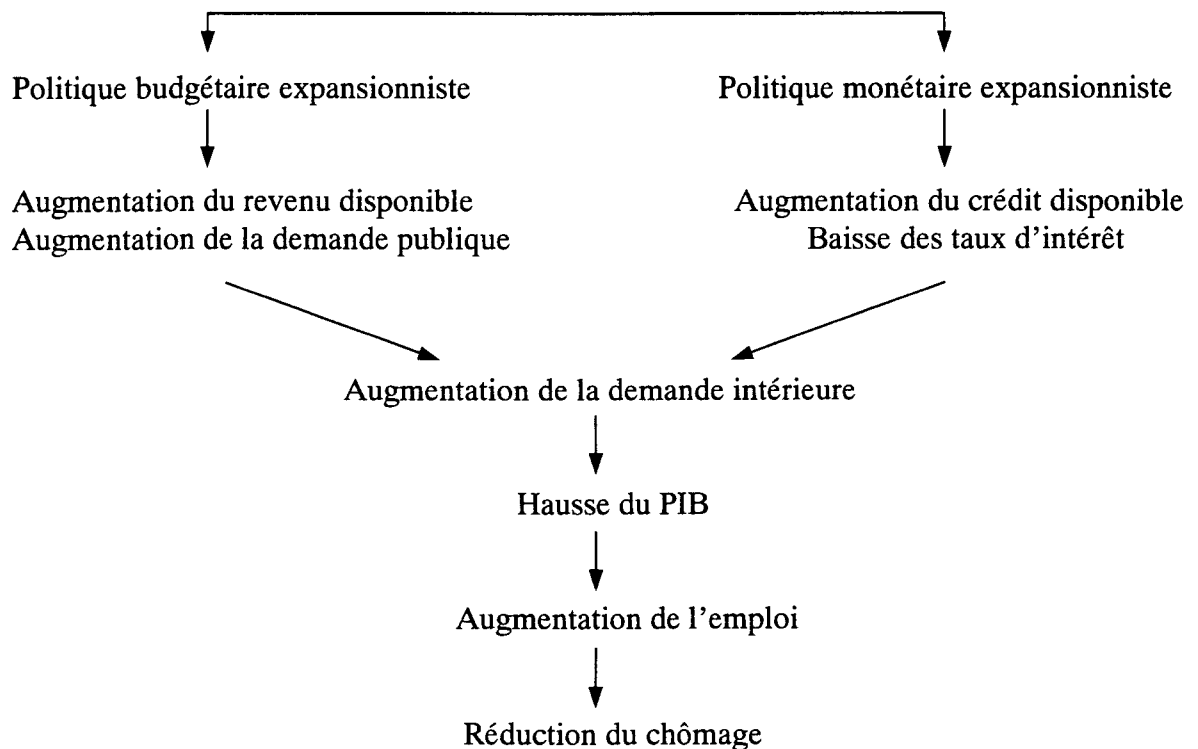 Politique budgétaire expansionniste
Politique monétaire expansionniste
Augmentation du revenu disponible
Augmentation de la demande publique
Augmentation du crédit disponible
Baisse des taux d'intérêt
Augmentation de la demande intérieure
Hausse du PIB
Augmentation de l'emploi
Réduction du chômage